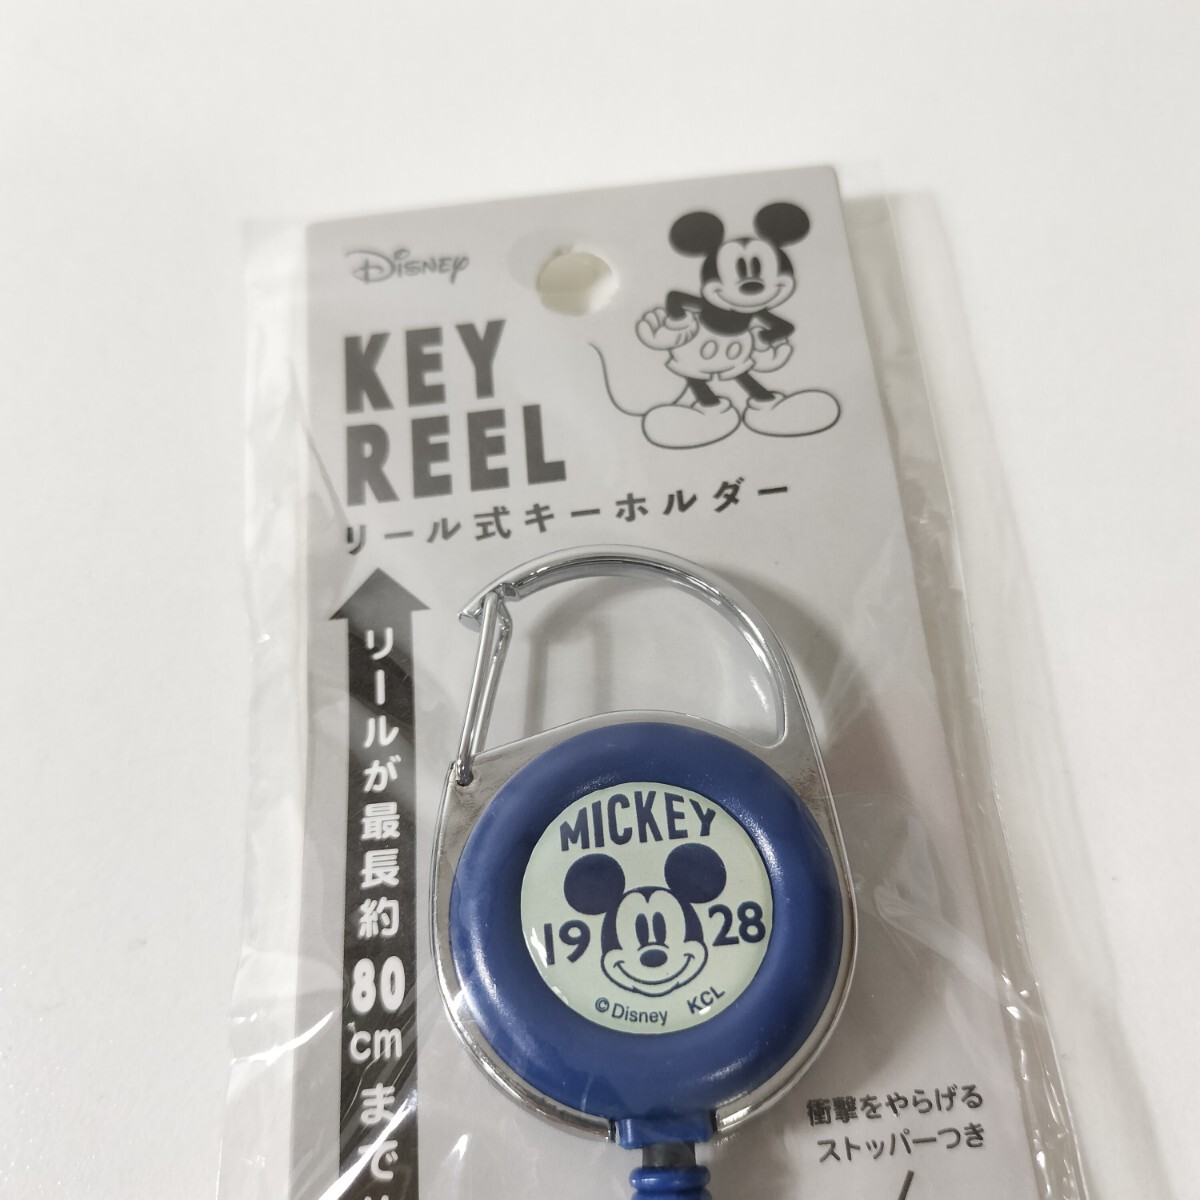 Disney
KEY
REEL
リール式キーホルダー
リールが最長約80cmまで
MICKEY
19 28
©Disney KCL
衝撃をやらげる
ストッパーつき